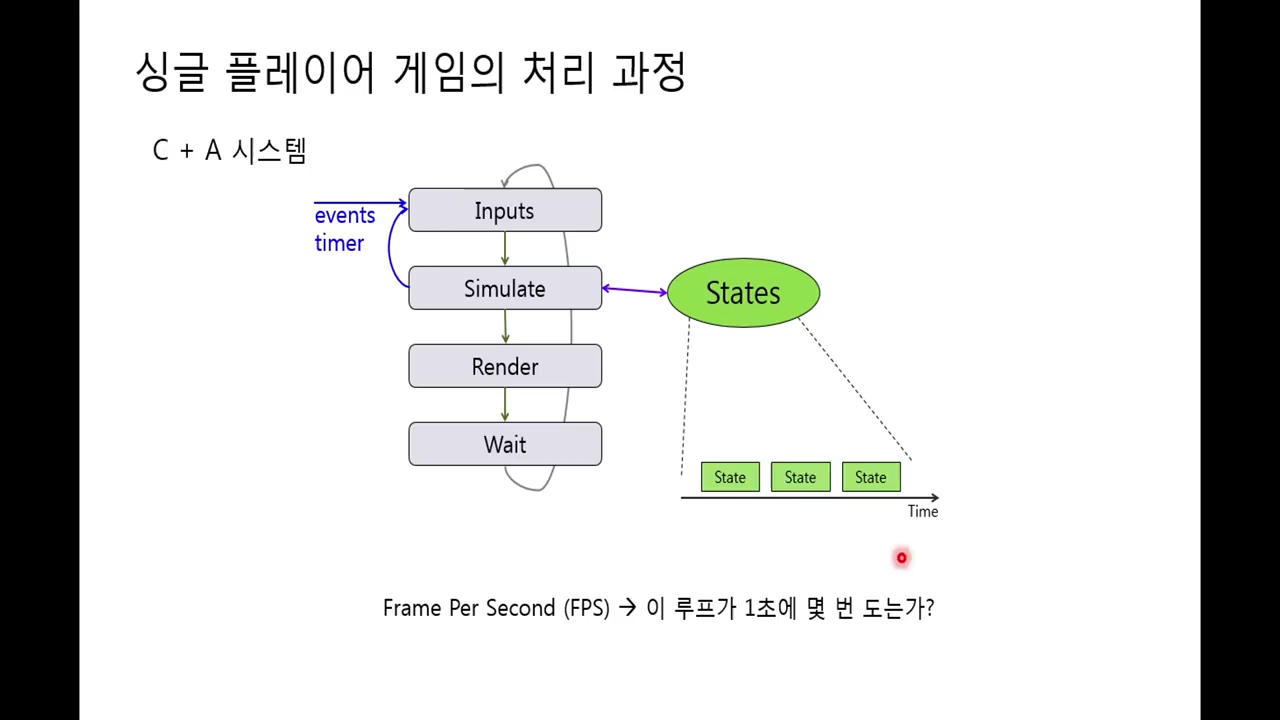 싱글 플레이어 게임의 처리 과정
C + A 시스템
events
timer
Inputs
Simulate
Render
Wait
States
State State State
Time
Frame Per Second (FPS) → 이 루프가 1초에 몇 번 도는가?